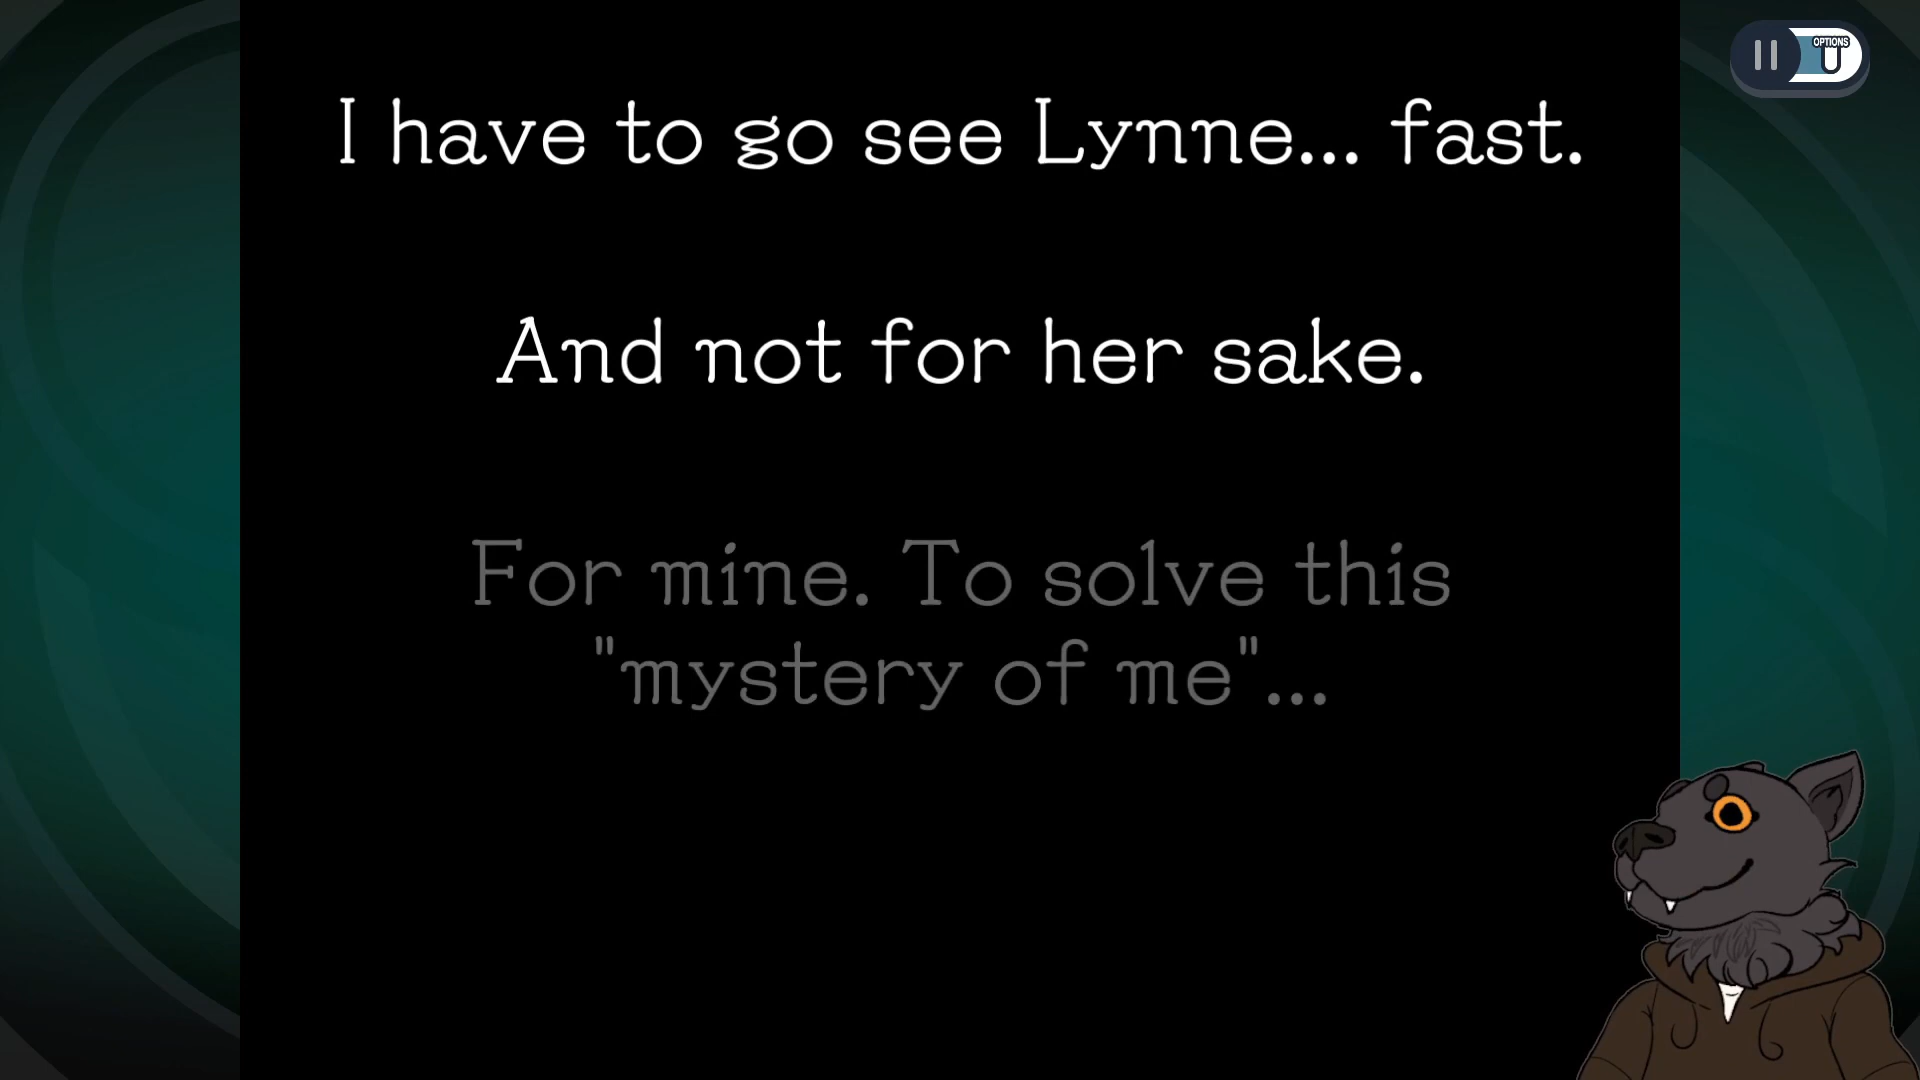 OPTIONS
I have to go see Lynne... fast.
And not for her sake.
For mine. To solve this
"mystery of me"...